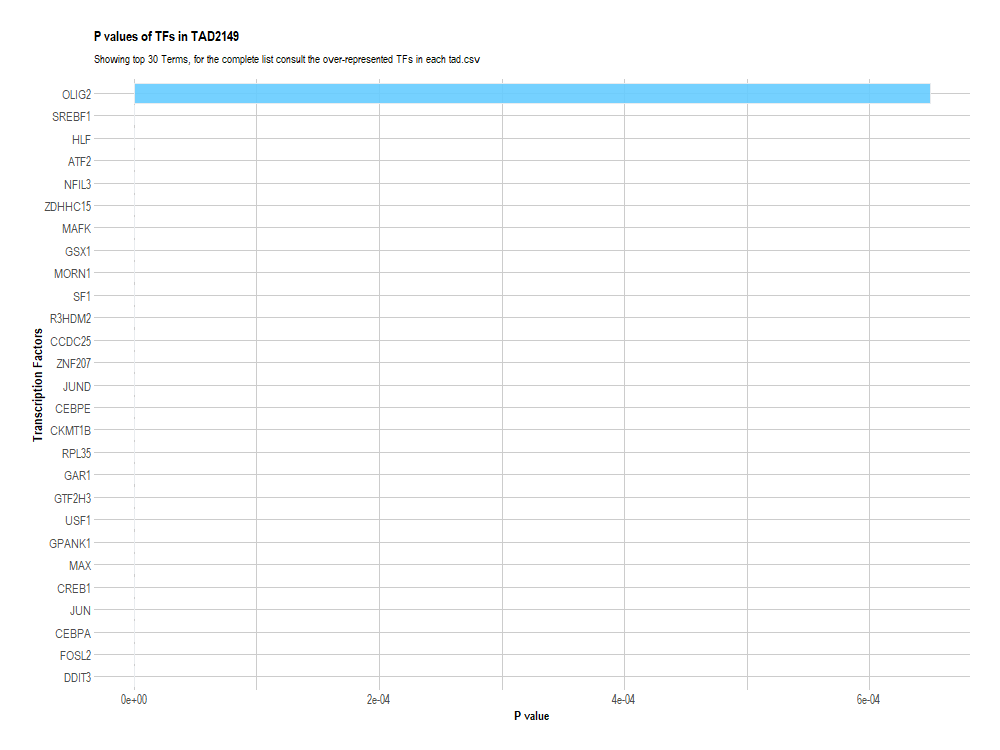 P values of TFs in TAD2149
Showing top 30 Terms, for the complete list consult the over-represented TFs in each tad.csv
Transcription Factors
OLIG2
SREBF1
HLF
ATF2
NFIL3
ZDHHC15
MAFK
GSX1
MORN1
SF1
R3HDM2
CCDC25
ZNF207
JUND
CEBPE
CKMT1B
RPL35
GAR1
GTF2H3
USF1
GPANK1
MAX
CREB1
JUN
CEBPA
FOSL2
DDIT3
0e+00 2e-04 4e-04 6e-04
P value